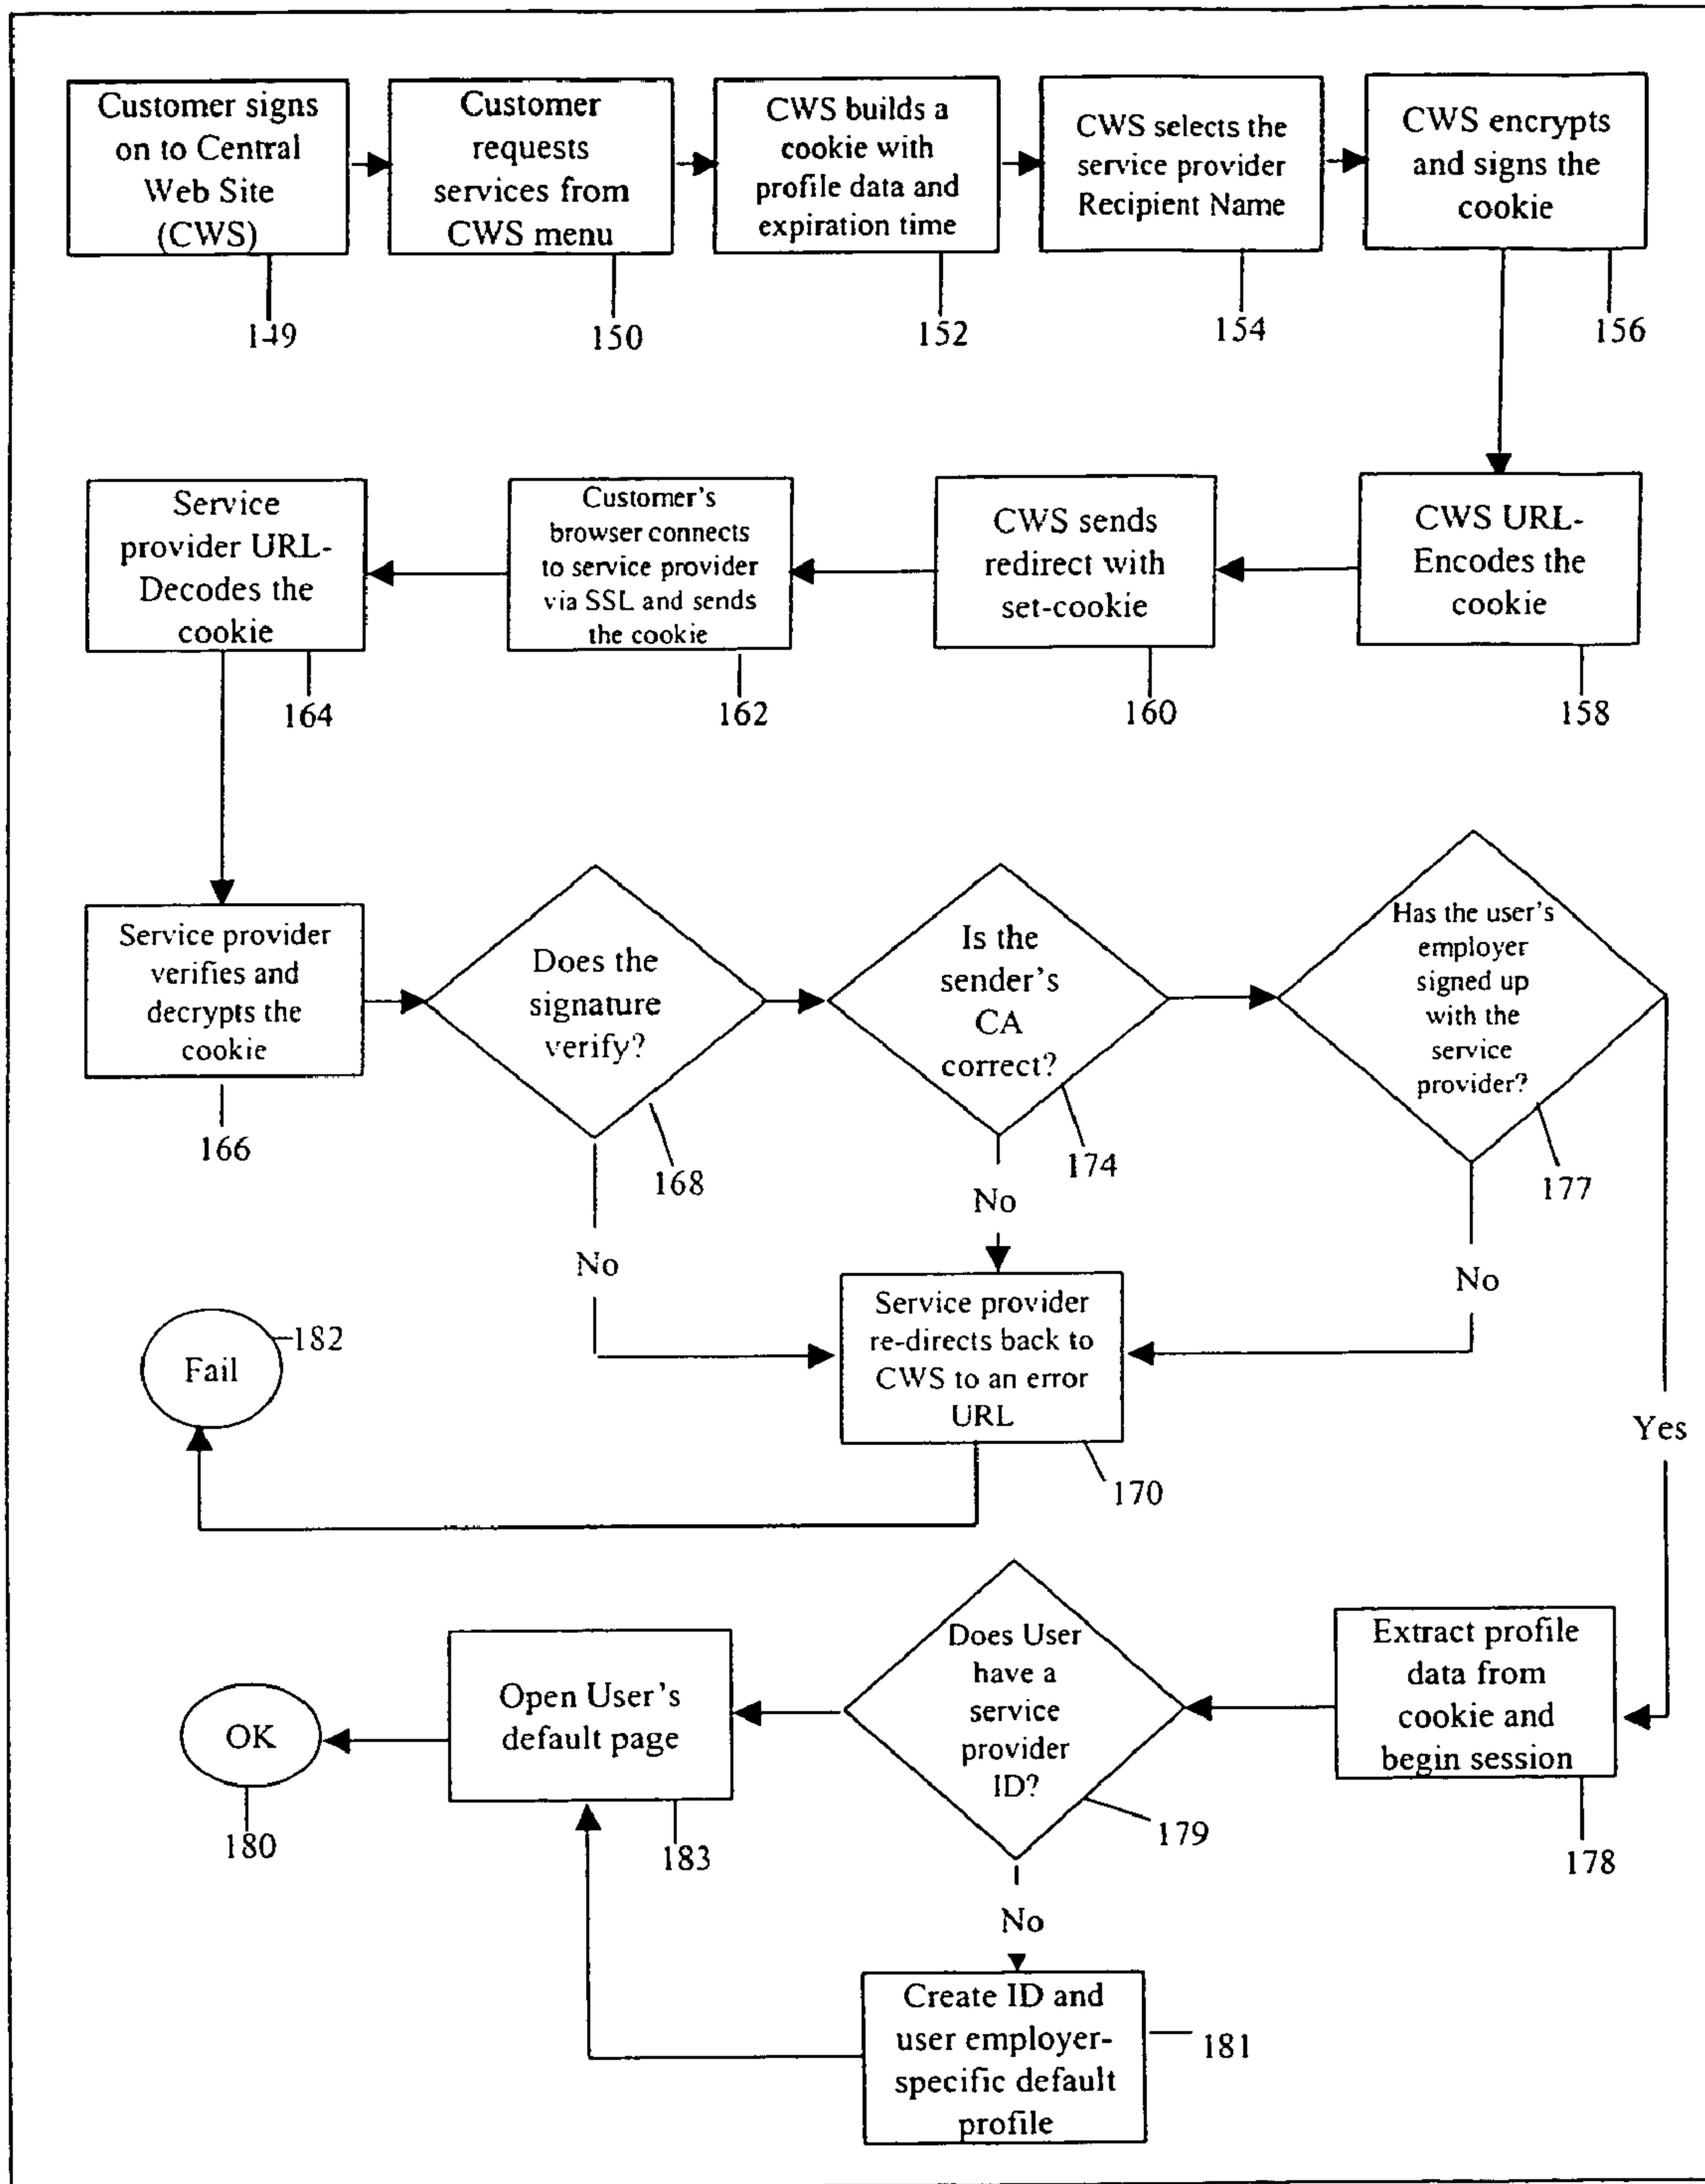 Customer signs
on to Central
Web Site
(CWS)
149
Customer
requests
services from
CWS menu
150
CWS builds a
cookie with
profile data and
expiration time
152
CWS selects the
service provider
Recipient Name
154
CWS encrypts
and signs the
cookie
156
Service
provider URL-
Decodes the
cookie
164
Customer's
browser connects
to service provider
via SSL and sends
the cookie
162
CWS sends
redirect with
set-cookie
160
CWS URL-
Encodes the
cookie
158
Service provider
verifies and
decrypts the
cookie
166
Does the
signature
verify?
168
No
Is the
sender's
CA
correct?
174
No
Has the user's
employer
signed up
with the
service
provider?
177
No
Yes
Fail
182
Service provider
re-directs back to
CWS to an error
URL
170
OK
180
Open User's
default page
183
Does User
have a
service
provider
ID?
179
No
Extract profile
data from
cookie and
begin session
178
Create ID and
user employer-
specific default
profile
181